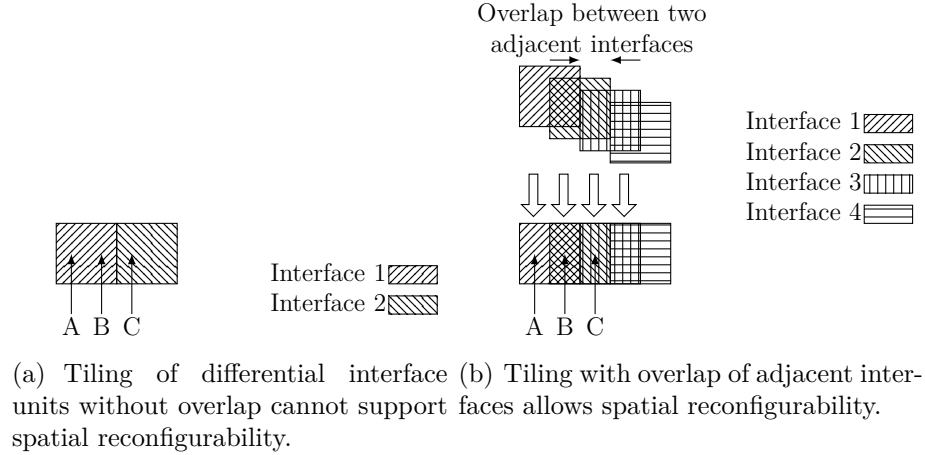 Overlap between two
adjacent interfaces
Interface 1
Interface 2
Interface 3
Interface 4
Interface 1
Interface 2
A B C
A B C
(a) Tiling of differential interface
units without overlap cannot support
spatial reconfigurability.
(b) Tiling with overlap of adjacent inter-
faces allows spatial reconfigurability.